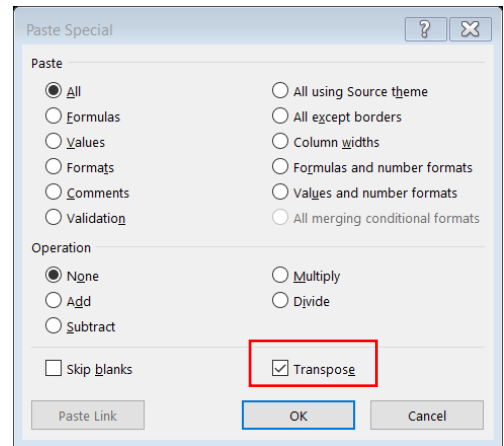 Paste Special
Paste
All
All using Source theme
Formulas
All except borders
Values
Column widths
Formats
Formulas and number formats
Comments
Values and number formats
Validation
All merging conditional formats
Operation
None
Multiply
Add
Divide
Subtract
Skip blanks
Transpose
Paste Link
OK
Cancel